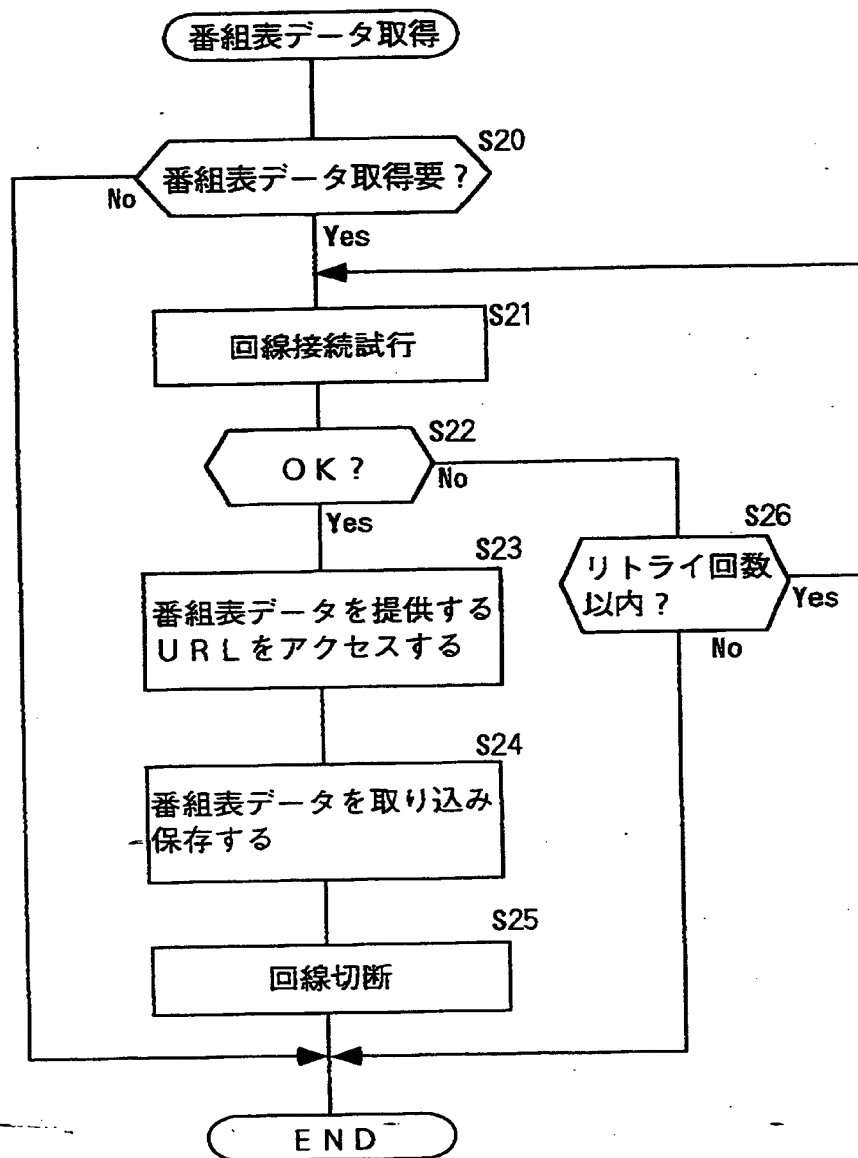 番組表データ取得
S20
番組表データ取得要?
No
Yes
S21
回線接続試行
S22
OK?
No
Yes
S23
番組表データを提供する
URLをアクセスする
S26
リトライ回数
以内?
Yes
No
S24
番組表データを取り込み
保存する
S25
回線切断
END